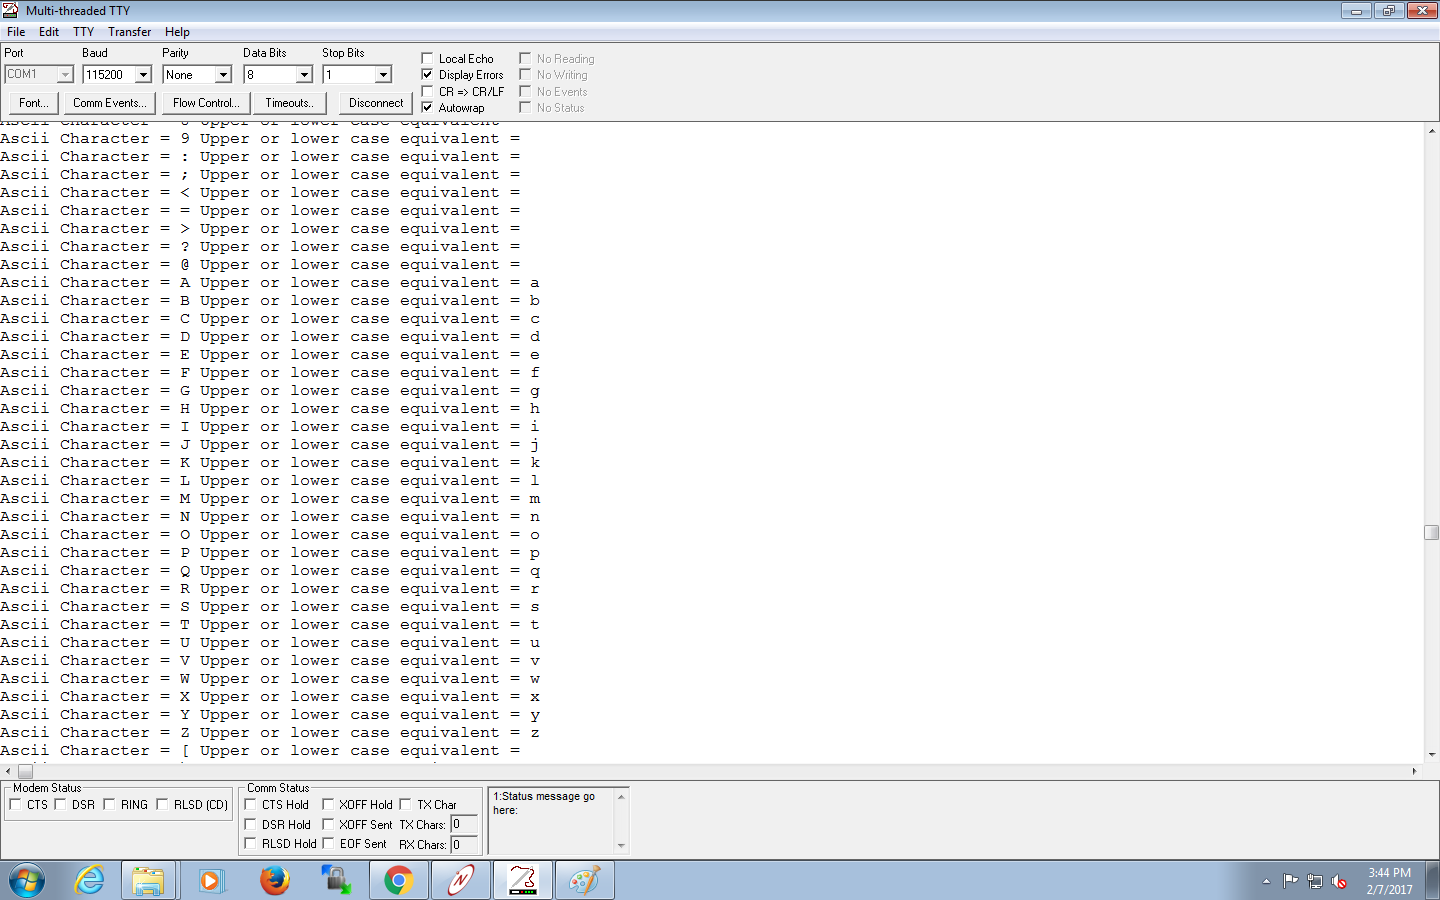 Multi-threaded TTY
File Edit TTY Transfer Help
Port Baud Parity Data Bits Stop Bits
COM1 115200 None 8 1
Local Echo No Reading
Display Errors No Writing
CR => CR/LF No Events
Autowrap No Status
Font... Comm Events... Flow Control... Timeouts.. Disconnect
Ascii Character = 9 Upper or lower case equivalent =
Ascii Character = : Upper or lower case equivalent =
Ascii Character = ; Upper or lower case equivalent =
Ascii Character = < Upper or lower case equivalent =
Ascii Character = = Upper or lower case equivalent =
Ascii Character = > Upper or lower case equivalent =
Ascii Character = ? Upper or lower case equivalent =
Ascii Character = @ Upper or lower case equivalent =
Ascii Character = A Upper or lower case equivalent = a
Ascii Character = B Upper or lower case equivalent = b
Ascii Character = C Upper or lower case equivalent = c
Ascii Character = D Upper or lower case equivalent = d
Ascii Character = E Upper or lower case equivalent = e
Ascii Character = F Upper or lower case equivalent = f
Ascii Character = G Upper or lower case equivalent = g
Ascii Character = H Upper or lower case equivalent = h
Ascii Character = I Upper or lower case equivalent = i
Ascii Character = J Upper or lower case equivalent = j
Ascii Character = K Upper or lower case equivalent = k
Ascii Character = L Upper or lower case equivalent = l
Ascii Character = M Upper or lower case equivalent = m
Ascii Character = N Upper or lower case equivalent = n
Ascii Character = O Upper or lower case equivalent = o
Ascii Character = P Upper or lower case equivalent = p
Ascii Character = Q Upper or lower case equivalent = q
Ascii Character = R Upper or lower case equivalent = r
Ascii Character = S Upper or lower case equivalent = s
Ascii Character = T Upper or lower case equivalent = t
Ascii Character = U Upper or lower case equivalent = u
Ascii Character = V Upper or lower case equivalent = v
Ascii Character = W Upper or lower case equivalent = w
Ascii Character = X Upper or lower case equivalent = x
Ascii Character = Y Upper or lower case equivalent = y
Ascii Character = Z Upper or lower case equivalent = z
Ascii Character = [ Upper or lower case equivalent =
Modem Status
CTS DSR RING RLSD (CD)
Comm Status
CTS Hold XOFF Hold TX Char
DSR Hold XOFF Sent TX Chars: 0
RLSD Hold EOF Sent RX Chars: 0
1:Status message go
here:
3:44 PM
2/7/2017